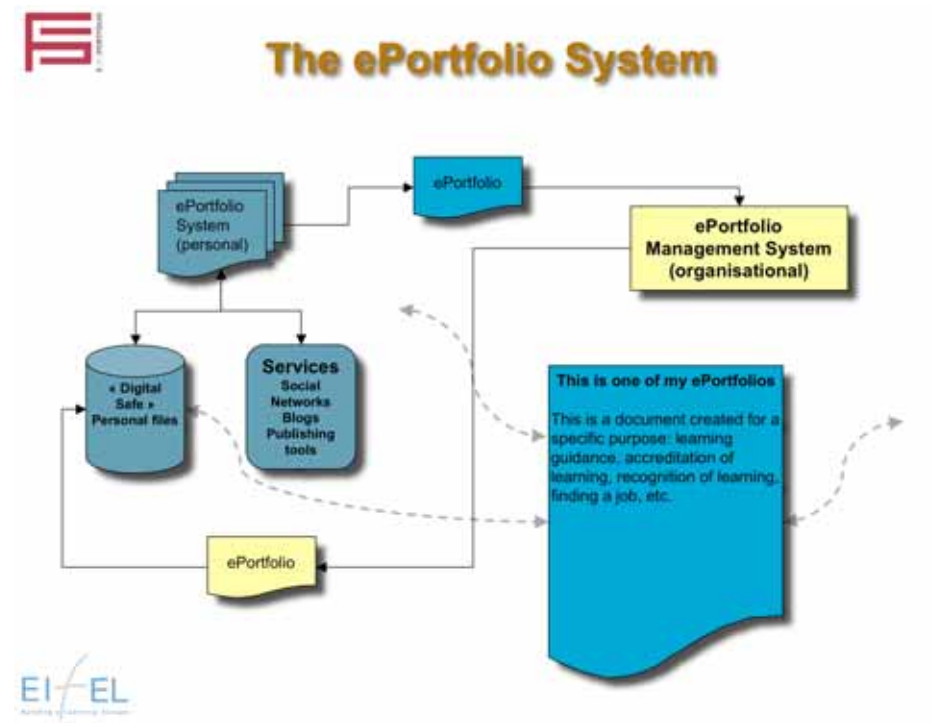 The ePortfolio System
ePortfolio
ePortfolio
System
(personal)
ePortfolio
Management System
(organisational)
« Digital
Safe »
Personal files
Services
Social
Networks
Blogs
Publishing
tools
This is one of my ePortfolios
This is a document created for a
specific purpose: learning
guidance, accreditation of
learning, recognition of learning,
finding a job, etc.
ePortfolio
EIfEL